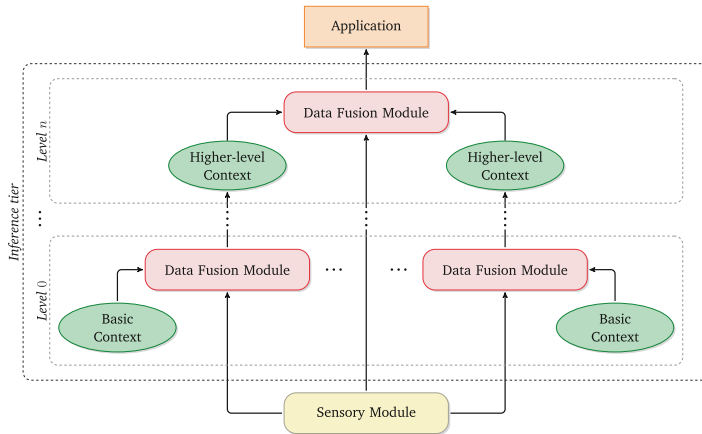 Application
Inference tier
Level n
Data Fusion Module
Higher-level
Context
Higher-level
Context
...
⋮
⋮
⋮
Level 0
Data Fusion Module
...
...
Data Fusion Module
Basic
Context
Basic
Context
Sensory Module